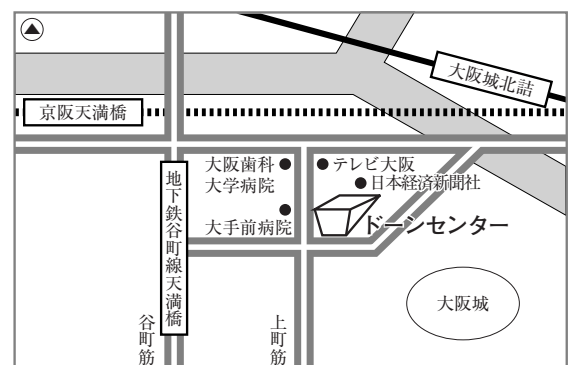 大阪城北詰
京阪天満橋
大阪歯科
大学病院
テレビ大阪
日本経済新聞社
大手前病院
ドーンセンター
地下鉄谷町線天満橋
大阪城
谷町筋
上町筋